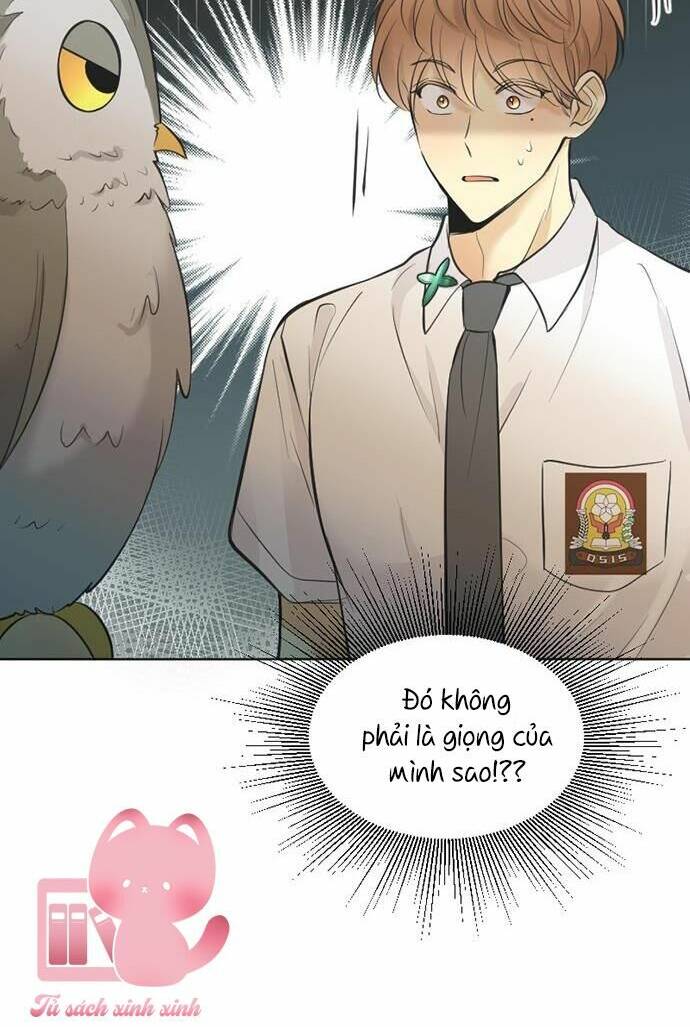 OSIS
Đó không
phải là giọng của
mình sao!??
Tủ sách xinh xinh